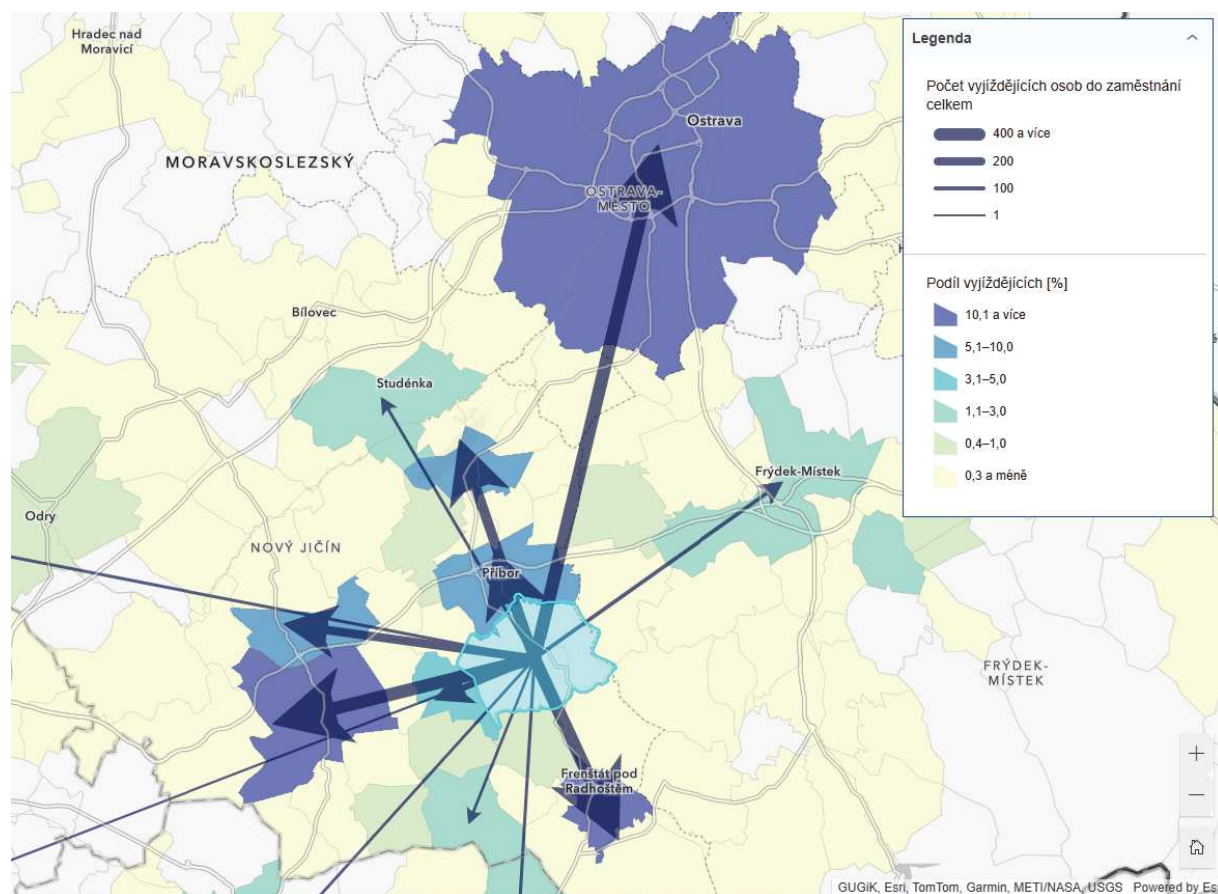 Hradec nad
Moravicí
MORAVSKOSLEZSKÝ
Ostrava
OSTRAVA-
MĚSTO
Bílovec
Studénka
Frýdek-Místek
Odry
NOVÝ JIČÍN
Příbor
FRÝDEK-
MÍSTEK
Frenštát pod
Radhoštěm
Legenda
Počet vyjíždějících osob do zaměstnání
celkem
400 a více
200
100
1
Podíl vyjíždějících [%]
10,1 a více
5,1–10,0
3,1–5,0
1,1–3,0
0,4–1,0
0,3 a méně
+
−
GUGiK, Esri, TomTom, Garmin, METI/NASA, USGS Powered by Es